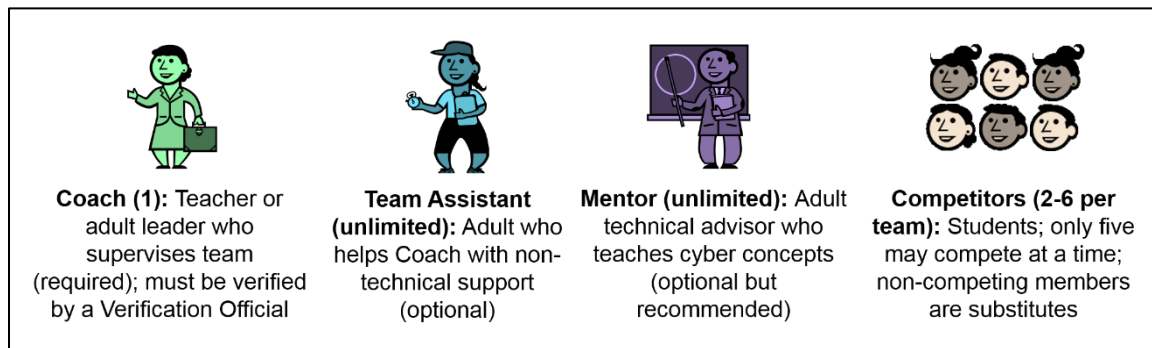 Coach (1): Teacher or
adult leader who
supervises team
(required); must be verified
by a Verification Official
Team Assistant
(unlimited): Adult who
helps Coach with non-
technical support
(optional)
Mentor (unlimited): Adult
technical advisor who
teaches cyber concepts
(optional but
recommended)
Competitors (2-6 per
team): Students; only five
may compete at a time;
non-competing members
are substitutes